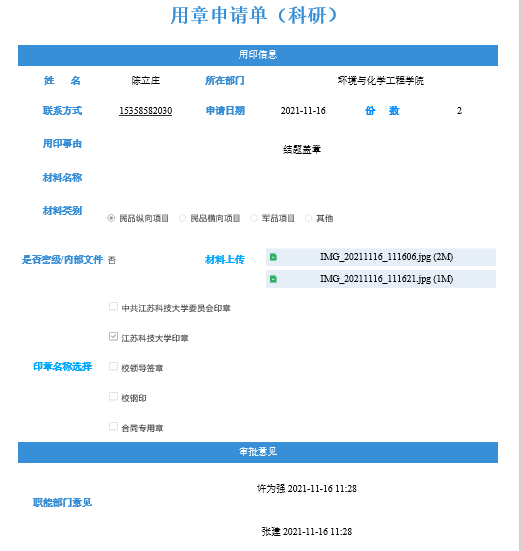 用章申请单（科研）
用印信息
姓 名 陈立庄 所在部门 环境与化学工程学院
联系方式 15358582030 申请日期 2021-11-16 份 数 2
用印事由 结题盖章
材料名称
材料类别 民品纵向项目 民品横向项目 军品项目 其他
是否密级/内部文件 否 材料上传 IMG_20211116_111606.jpg (2M)
IMG_20211116_111621.jpg (1M)
中共江苏科技大学委员会印章
江苏科技大学印章
印章名称选择 校领导签章
校钢印
合同专用章
审批意见
许为强 2021-11-16 11:28
职能部门意见
张建 2021-11-16 11:28